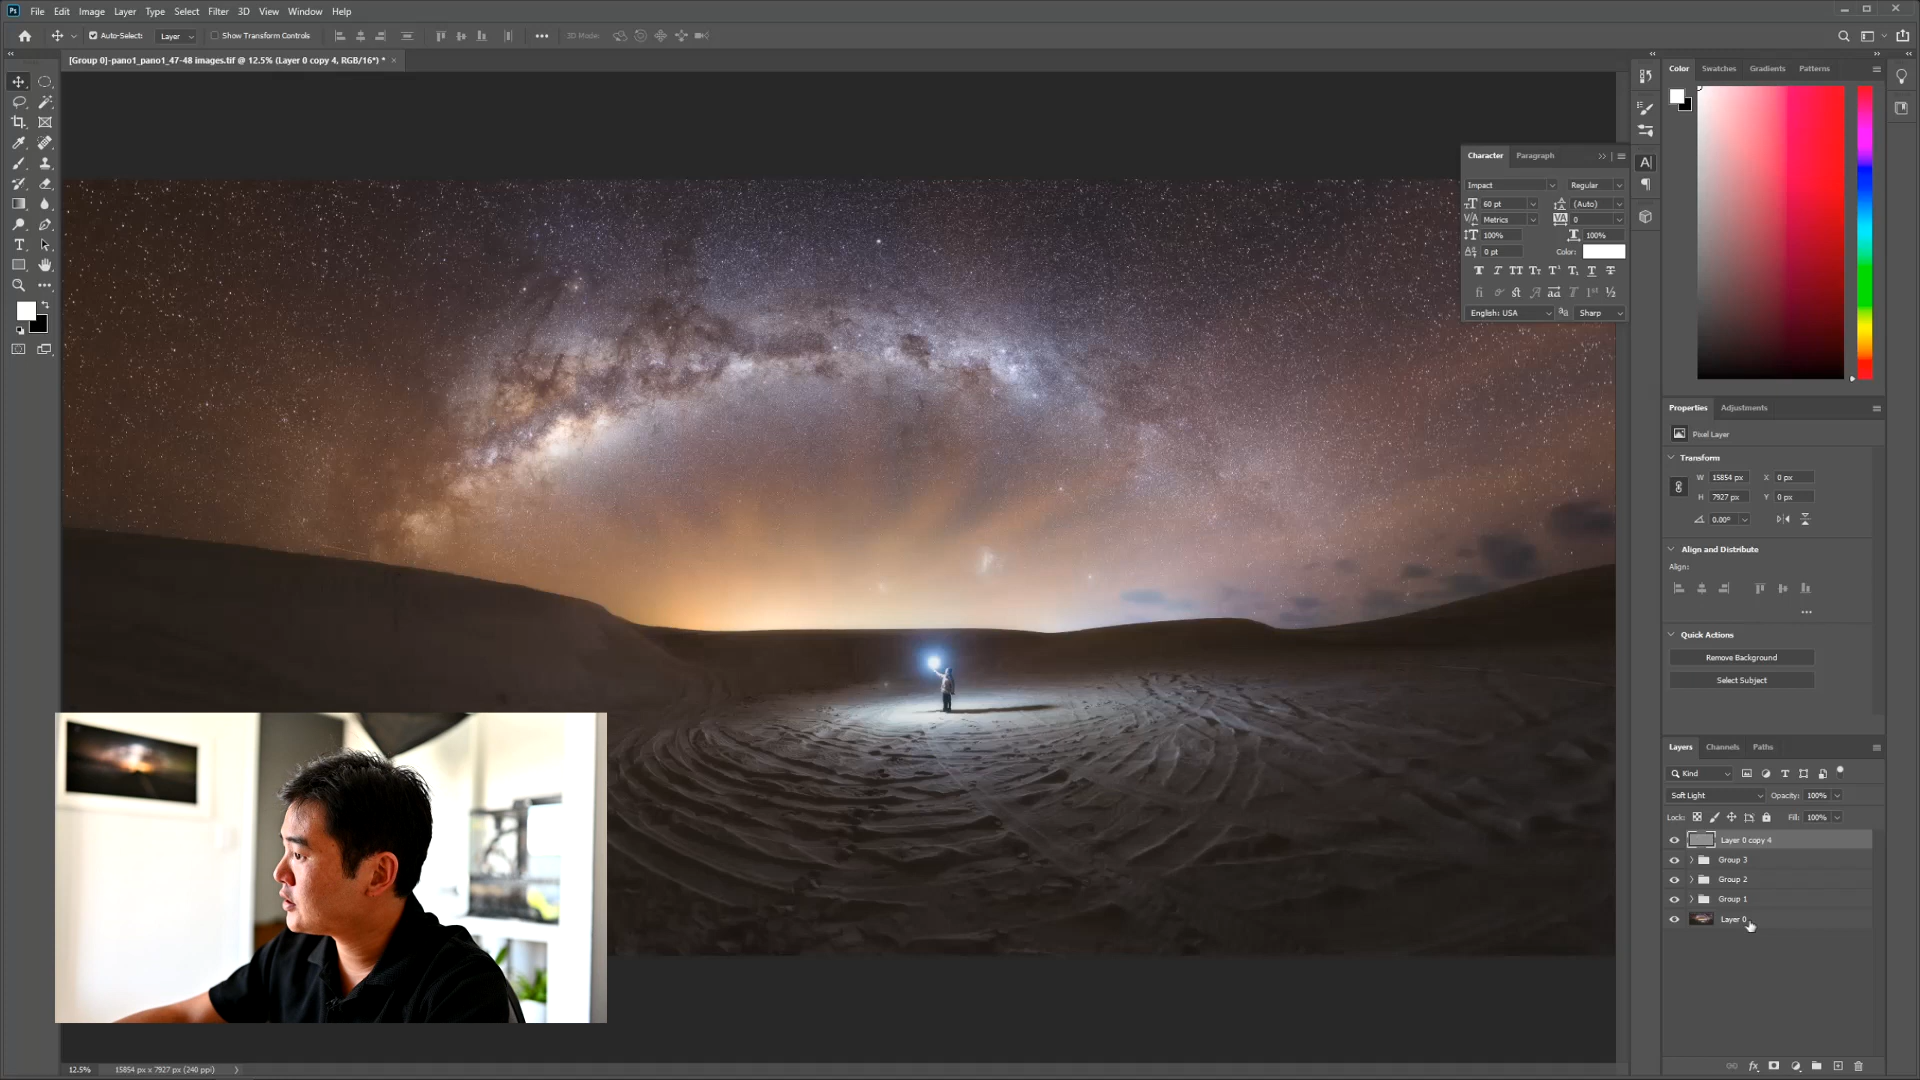 Ps File Edit Image Layer Type Select Filter 3D View Window Help
Auto-Select: Layer Show Transform Controls 3D Mode:
[Group 0]-pano1_pano1_47-48 images.tif @ 12.5% (Layer 0 copy 4, RGB/16*) *
Color Swatches Gradients Patterns
Character Paragraph
Impact Regular
60 pt (Auto)
Metrics 0
100% 100%
0 pt Color:
English: USA Sharp
Properties Adjustments
Pixel Layer
Transform
W 15854 px X 0 px
H 7927 px Y 0 px
0.00°
Align and Distribute
Align:
Quick Actions
Remove Background
Select Subject
Layers Channels Paths
Kind
Soft Light Opacity: 100%
Lock: Fill: 100%
Layer 0 copy 4
Group 3
Group 2
Group 1
Layer 0
12.5% 15854 px x 7927 px (240 ppi)